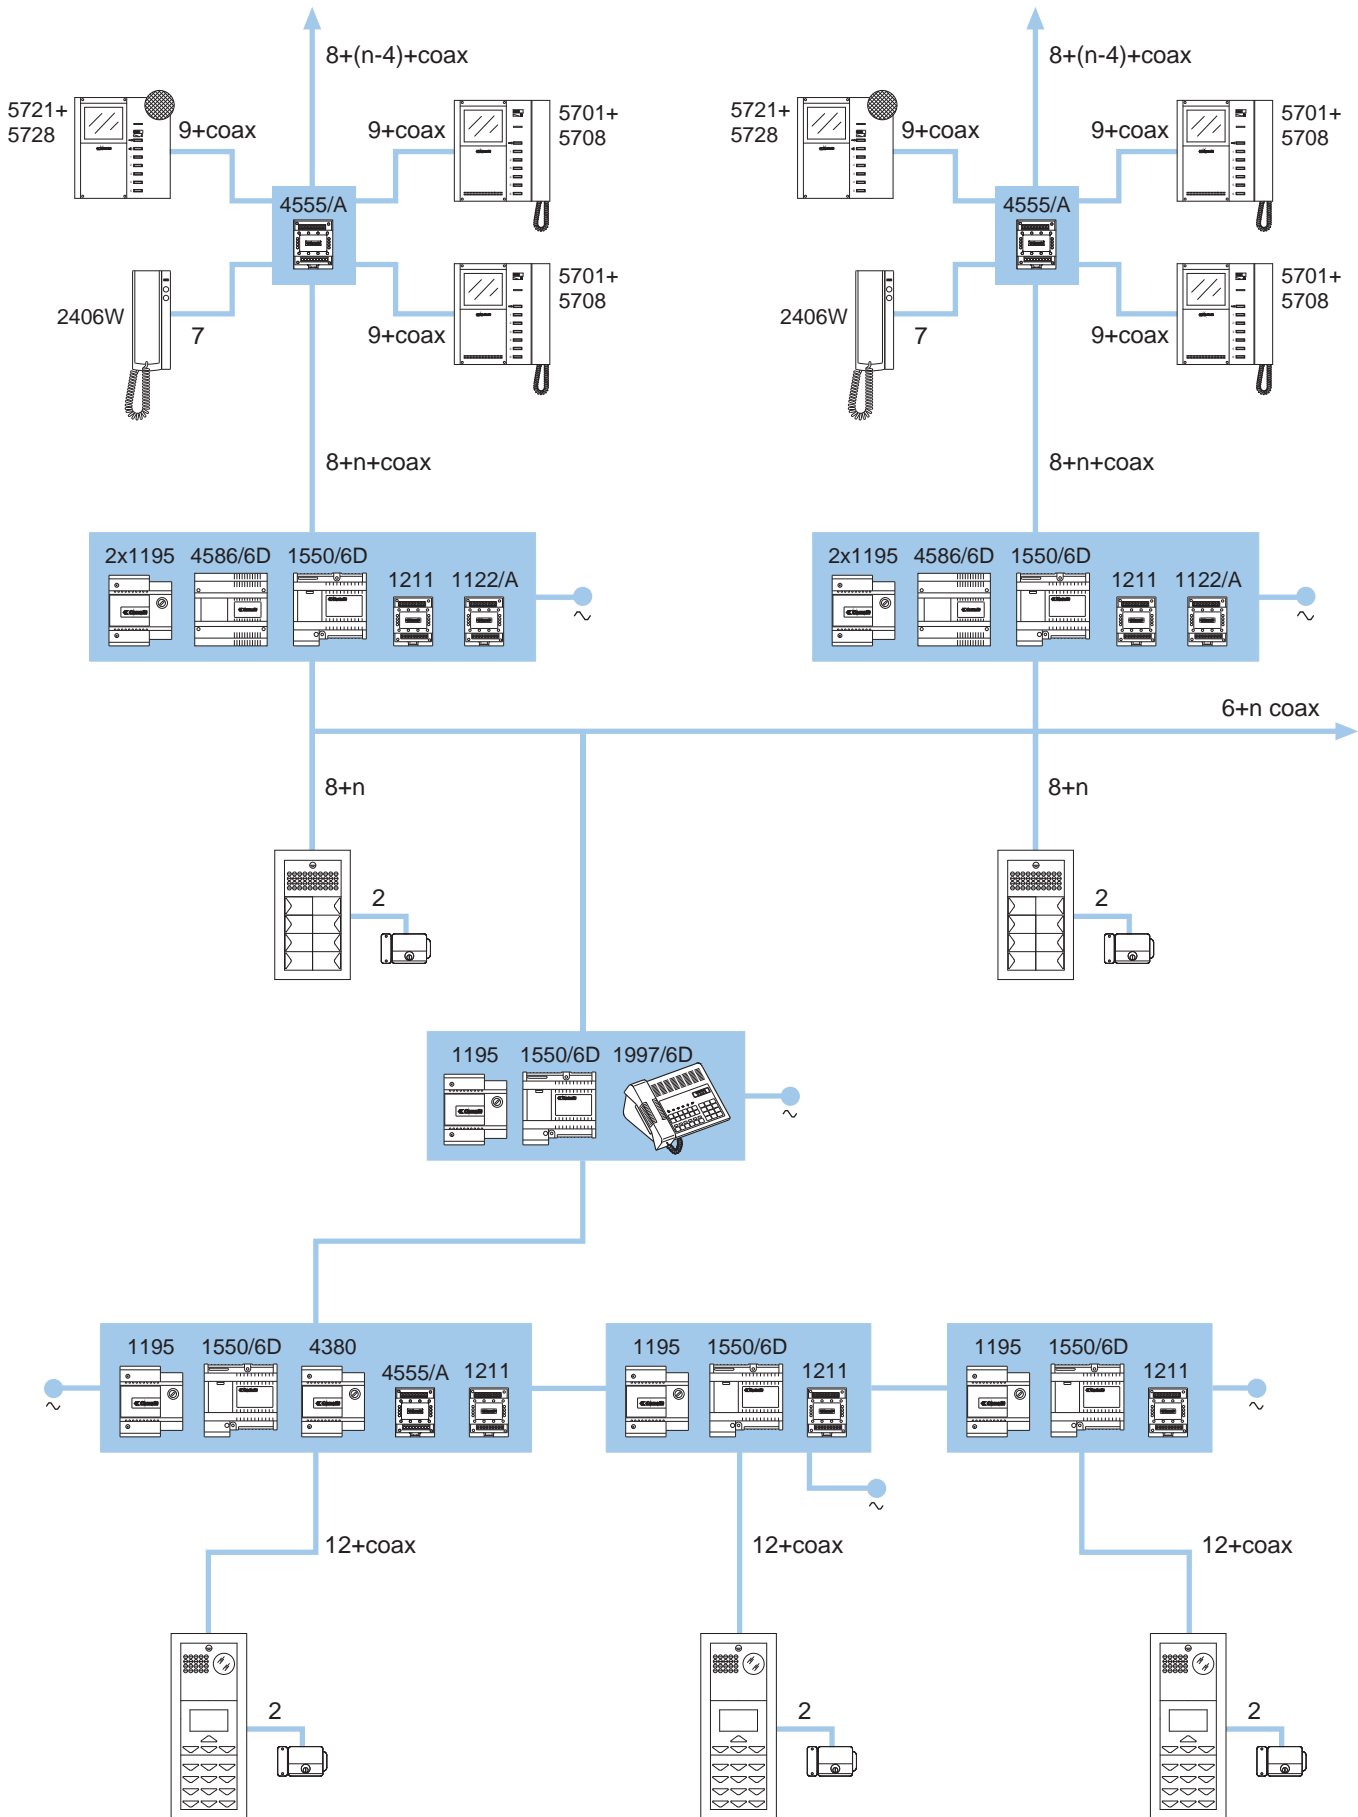 8+(n-4)+coax
8+(n-4)+coax
5721+
5728
9+coax
9+coax
5701+
5708
5721+
5728
9+coax
9+coax
5701+
5708
4555/A
4555/A
2406W
7
9+coax
5701+
5708
2406W
7
9+coax
5701+
5708
8+n+coax
8+n+coax
2x1195 4586/6D 1550/6D 1211 1122/A
~
2x1195 4586/6D 1550/6D 1211 1122/A
~
6+n coax
8+n
8+n
2
2
1195 1550/6D 1997/6D
~
1195 1550/6D 4380 4555/A 1211
~
1195 1550/6D 1211
~
1195 1550/6D 1211
~
12+coax
12+coax
12+coax
2
2
2